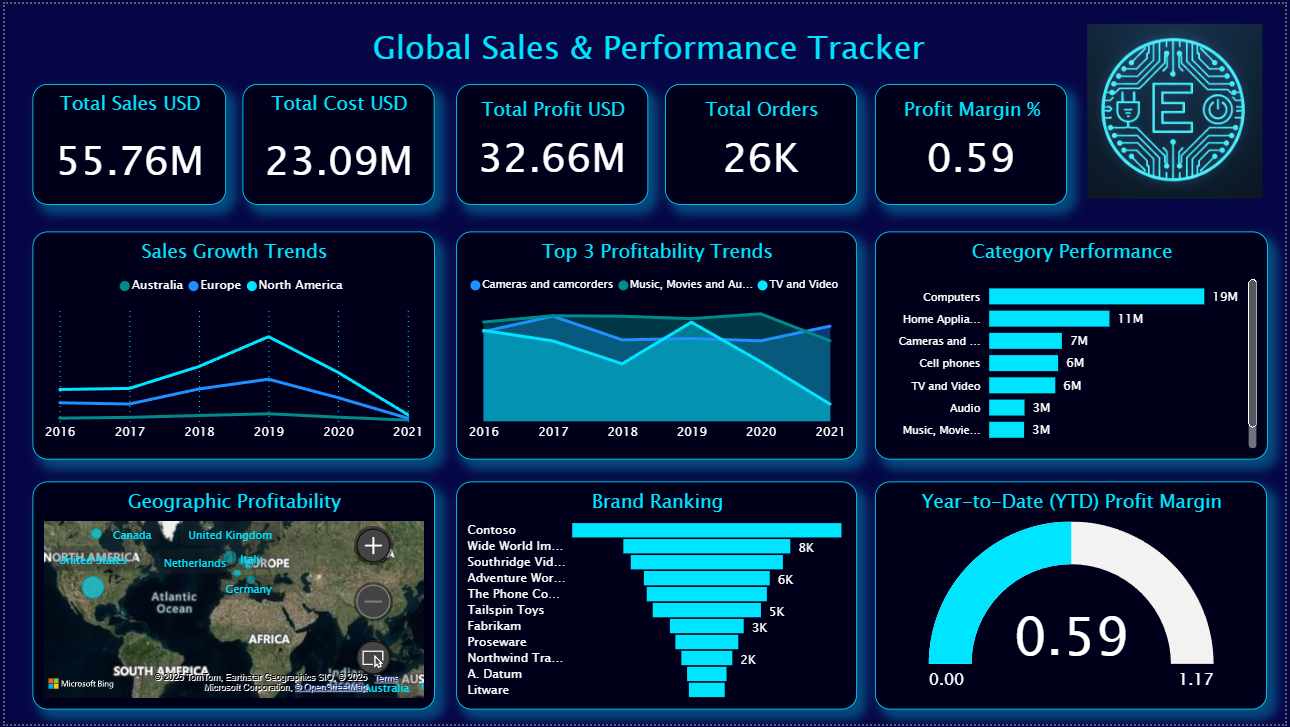 Global Sales & Performance Tracker
E
Total Sales USD
55.76M
Total Cost USD
23.09M
Total Profit USD
32.66M
Total Orders
26K
Profit Margin %
0.59
Sales Growth Trends
Australia Europe North America
2016 2017 2018 2019 2020 2021
Top 3 Profitability Trends
Cameras and camcorders Music, Movies and Au... TV and Video
2016 2017 2018 2019 2020 2021
Category Performance
Computers 19M
Home Applia... 11M
Cameras and ... 7M
Cell phones 6M
TV and Video 6M
Audio 3M
Music, Movie... 3M
Geographic Profitability
Canada United Kingdom
NORTH AMERICA
United States
Netherlands Italy EUROPE
Germany
Atlantic
Ocean
AFRICA
SOUTH AMERICA
Microsoft Bing
© 2025 TomTom, Earthstar Geographics SIO, © 2025
Microsoft Corporation, © OpenStreetMap
Terms
Australia
Brand Ranking
Contoso
Wide World Im... 8K
Southridge Vid...
Adventure Wor... 6K
The Phone Co...
Tailspin Toys 5K
Fabrikam 3K
Proseware
Northwind Tra... 2K
A. Datum
Litware
Year-to-Date (YTD) Profit Margin
0.59
0.00 1.17